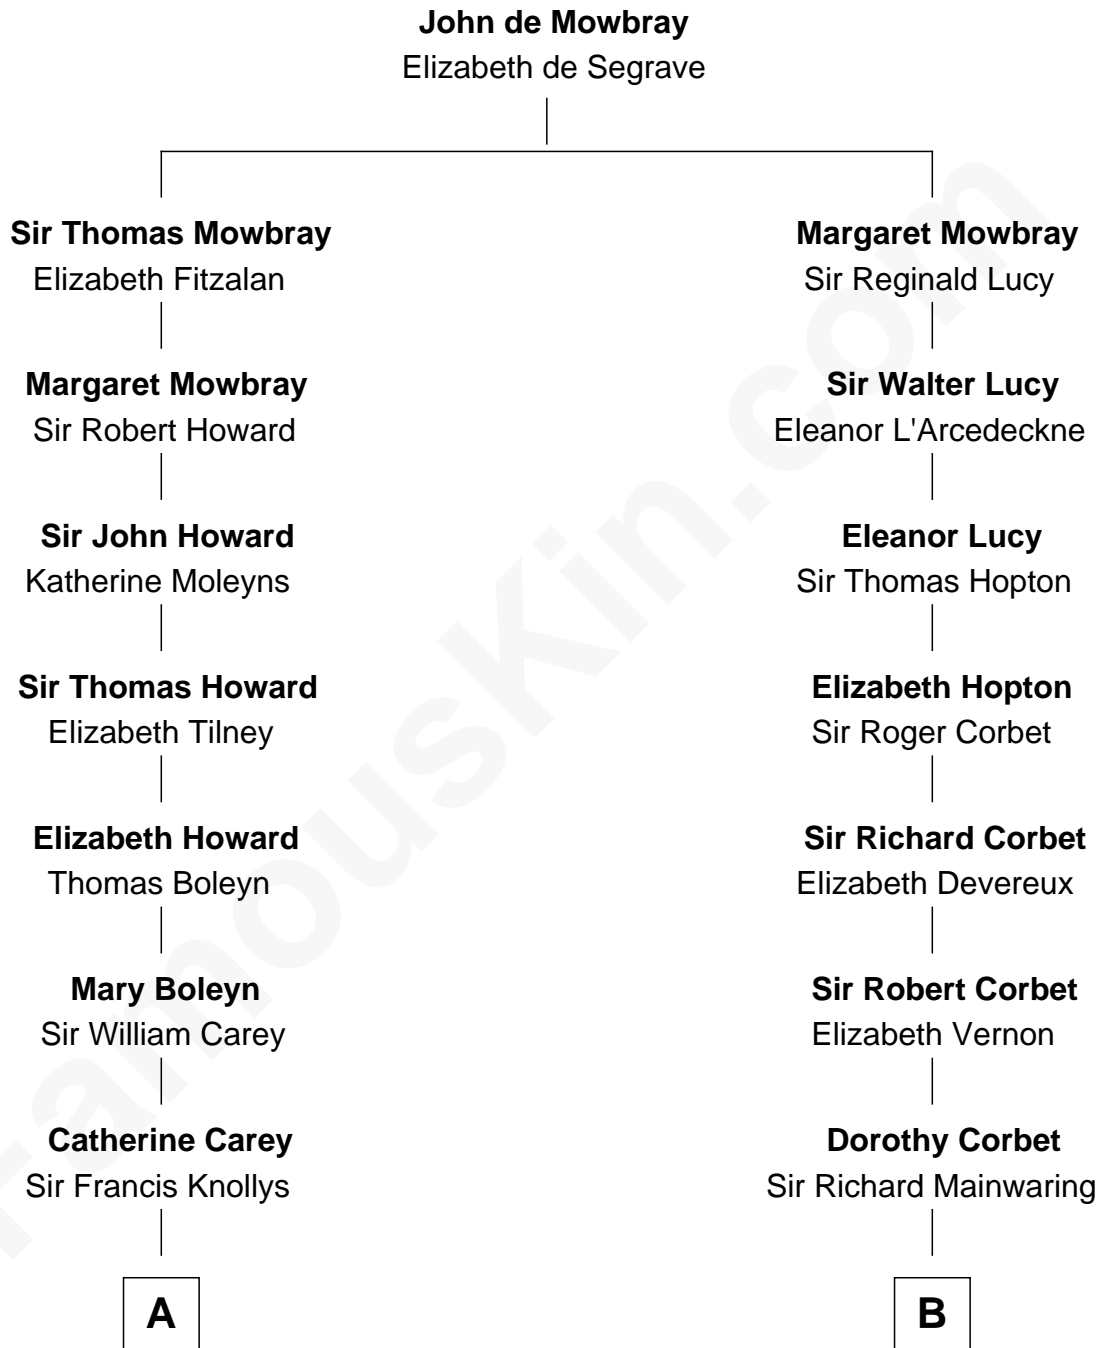 John de Mowbray
Elizabeth de Segrave
Sir Thomas Mowbray
Elizabeth Fitzalan
Margaret Mowbray
Sir Reginald Lucy
Margaret Mowbray
Sir Robert Howard
Sir Walter Lucy
Eleanor L'Arcedeckne
Sir John Howard
Katherine Moleyns
Eleanor Lucy
Sir Thomas Hopton
Sir Thomas Howard
Elizabeth Tilney
Elizabeth Hopton
Sir Roger Corbet
Elizabeth Howard
Thomas Boleyn
Sir Richard Corbet
Elizabeth Devereux
Mary Boleyn
Sir William Carey
Sir Robert Corbet
Elizabeth Vernon
Catherine Carey
Sir Francis Knollys
Dorothy Corbet
Sir Richard Mainwaring
A
B
FamousKin.com